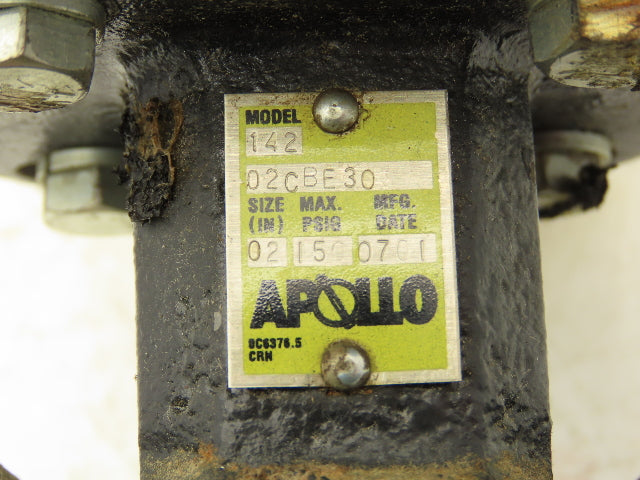 MODEL
142
02CBE30
SIZE MAX. MFG.
(IN) PSIG DATE
02 150 0701
APOLLO
0C6376.5
CRN